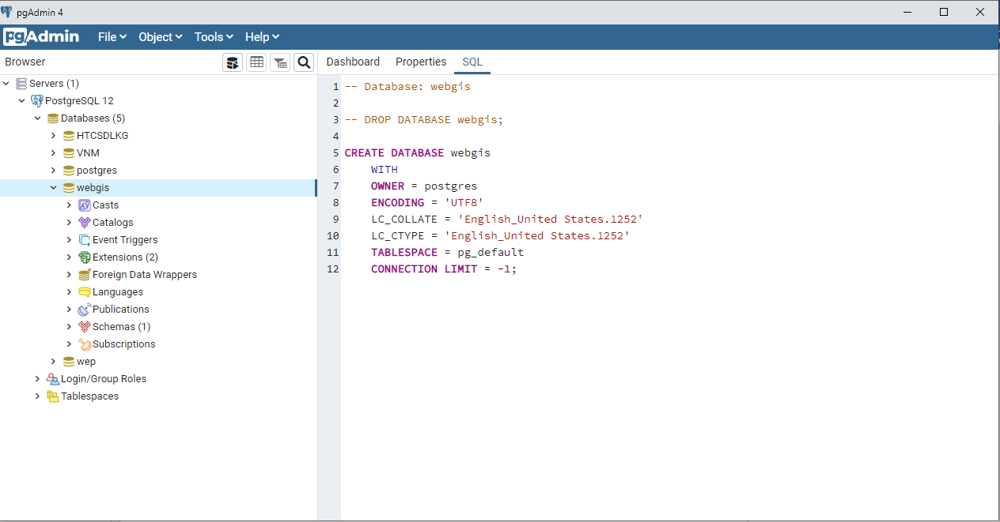 pgAdmin 4
pgAdmin File Object Tools Help
Browser
Dashboard Properties SQL
Servers (1)
PostgreSQL 12
Databases (5)
HTCSDLKG
VNM
postgres
webgis
Casts
Catalogs
Event Triggers
Extensions (2)
Foreign Data Wrappers
Languages
Publications
Schemas (1)
Subscriptions
wep
Login/Group Roles
Tablespaces
1 -- Database: webgis
2
3 -- DROP DATABASE webgis;
4
5 CREATE DATABASE webgis
6 WITH
7 OWNER = postgres
8 ENCODING = 'UTF8'
9 LC_COLLATE = 'English_United States.1252'
10 LC_CTYPE = 'English_United States.1252'
11 TABLESPACE = pg_default
12 CONNECTION LIMIT = -1;